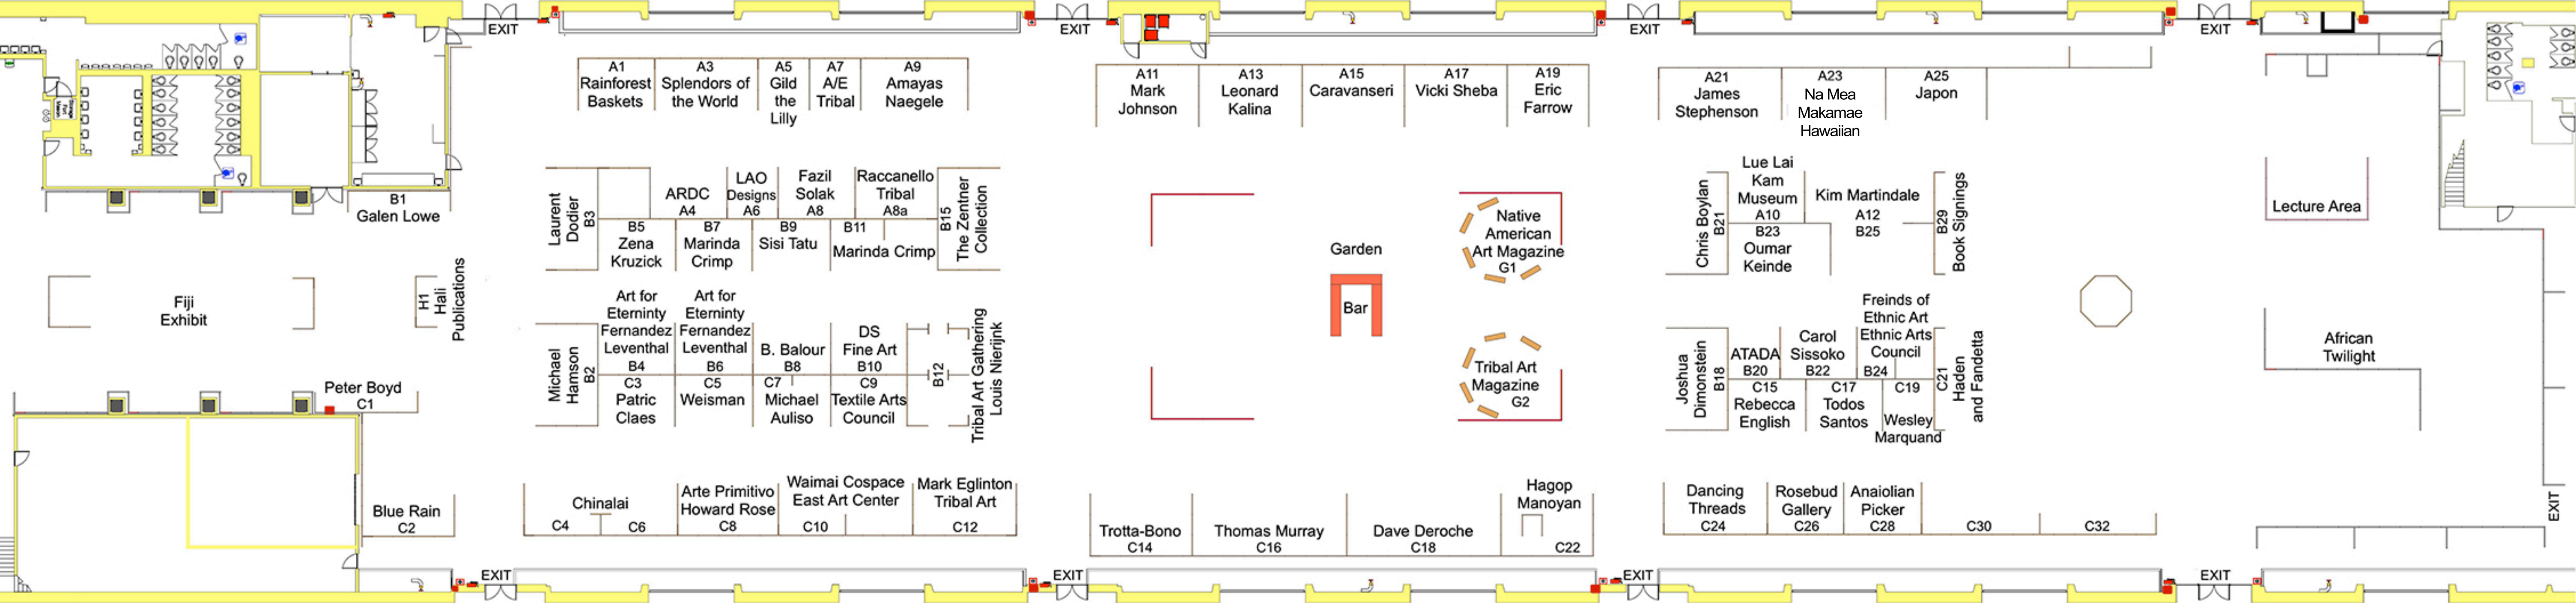 EXIT
EXIT
EXIT
EXIT
A1
Rainforest
Baskets
A3
Splendors of
the World
A5
Gild
the
Lilly
A7
A/E
Tribal
A9
Amayas
Naegele
A11
Mark
Johnson
A13
Leonard
Kalina
A15
Caravanseri
A17
Vicki Sheba
A19
Eric
Farrow
A21
James
Stephenson
A23
Na Mea
Makamae
Hawaiian
A25
Japon
B1
Galen Lowe
Laurent
Dodier
B3
ARDC
A4
LAO
Designs
A6
Fazil
Solak
A8
Raccanello
Tribal
A8a
B15
The Zentner
Collection
B5
Zena
Kruzick
B7
Marinda
Crimp
B9
Sisi Tatu
B11
Marinda Crimp
Garden
Bar
Native
American
Art Magazine
G1
Tribal Art
Magazine
G2
Chris Boylan
B21
Lue Lai
Kam
Museum
A10
Kim Martindale
A12
B23
Oumar
Keinde
B25
B29
Book Signings
Lecture Area
Fiji
Exhibit
H1
Hali
Publications
Michael
Hamson
B2
Art for
Eterninty
Fernandez
Leventhal
B4
Art for
Eterninty
Fernandez
Leventhal
B6
B. Balour
B8
DS
Fine Art
B10
B12
Tribal Art Gathering
Louis Nierijnk
C3
Patric
Claes
C5
Weisman
C7
Michael
Auliso
C9
Textile Arts
Council
Joshua
Dimonstein
B18
ATADA
B20
Carol
Sissoko
B22
Freinds of
Ethnic Art
Ethnic Arts
Council
B24
C21
Haden
and Fandetta
C15
Rebecca
English
C17
Todos
Santos
C19
Wesley
Marquand
African
Twilight
Peter Boyd
C1
Blue Rain
C2
Chinalai
C4
C6
Arte Primitivo
Howard Rose
C8
Waimai Cospace
East Art Center
C10
Mark Eglinton
Tribal Art
C12
Trotta-Bono
C14
Thomas Murray
C16
Dave Deroche
C18
Hagop
Manoyan
C22
Dancing
Threads
C24
Rosebud
Gallery
C26
Anaiolian
Picker
C28
C30
C32
EXIT
EXIT
EXIT
EXIT
EXIT